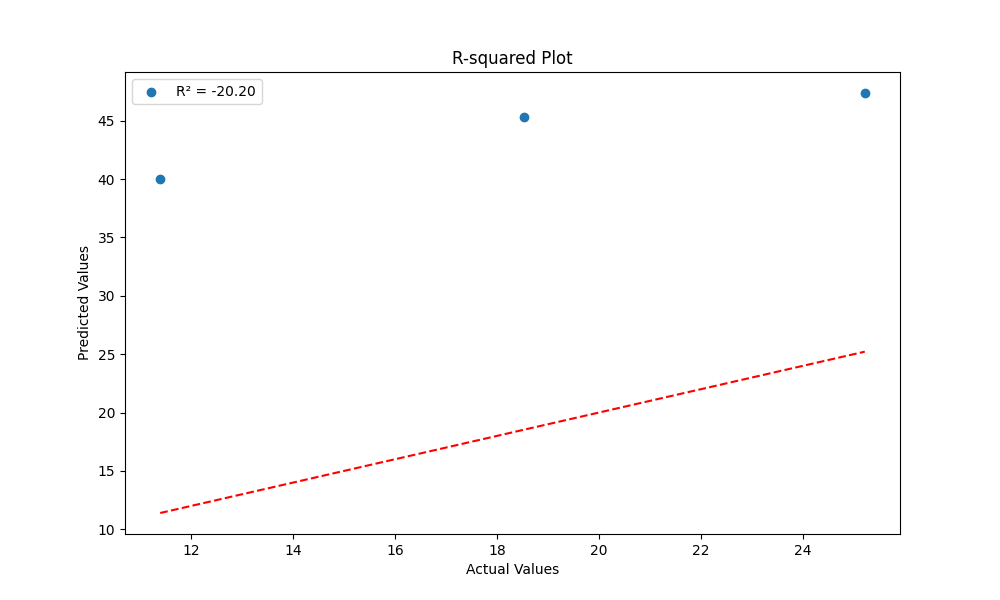 R-squared Plot
R² = -20.20
45
40
35
30
25
20
15
10
Predicted Values
12 14 16 18 20 22 24
Actual Values